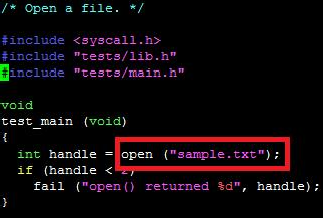 /* Open a file. */
#include <syscall.h>
#include "tests/lib.h"
#include "tests/main.h"
void
test_main (void)
{
int handle = open ("sample.txt");
if (handle < 2)
fail ("open() returned %d", handle);
}